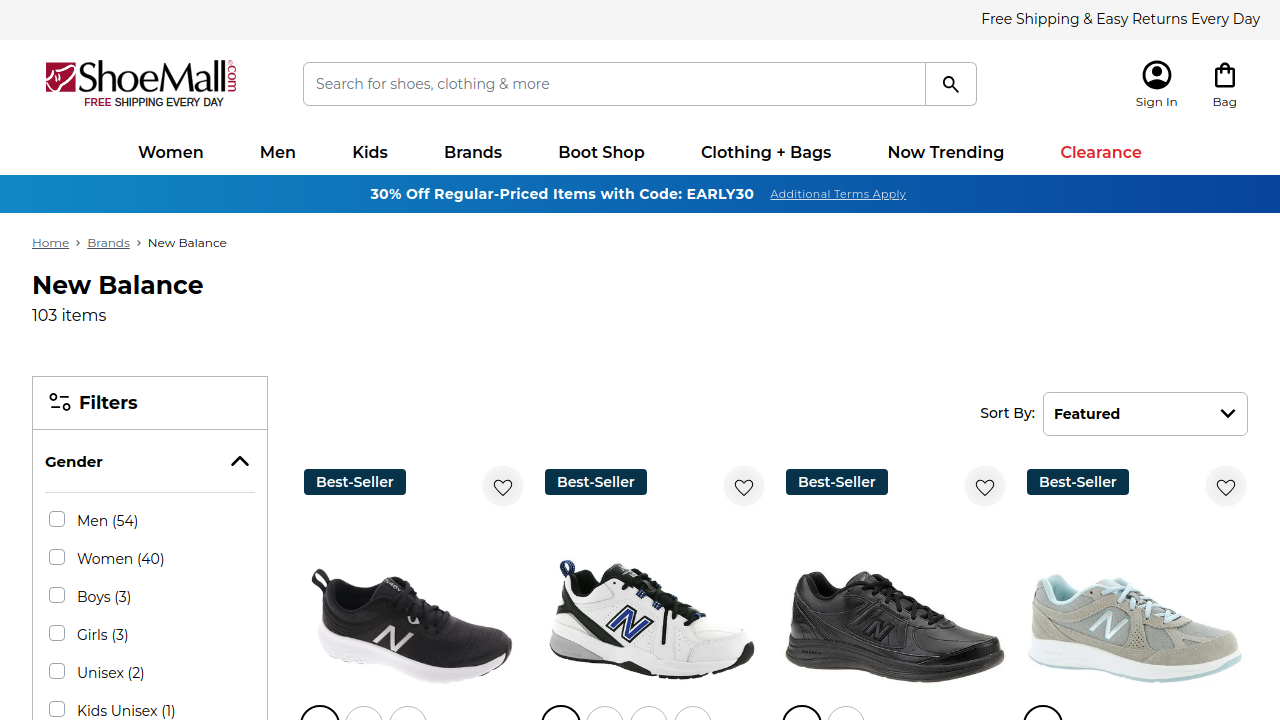 Free Shipping & Easy Returns Every Day
ShoeMall.com
FREE SHIPPING EVERY DAY
Search for shoes, clothing & more
Sign In
Bag
Women
Men
Kids
Brands
Boot Shop
Clothing + Bags
Now Trending
Clearance
30% Off Regular-Priced Items with Code: EARLY30 Additional Terms Apply
Home › Brands › New Balance
New Balance
103 items
Filters
Sort By: Featured
Gender
Men (54)
Women (40)
Boys (3)
Girls (3)
Unisex (2)
Kids Unisex (1)
Best-Seller
Best-Seller
Best-Seller
Best-Seller